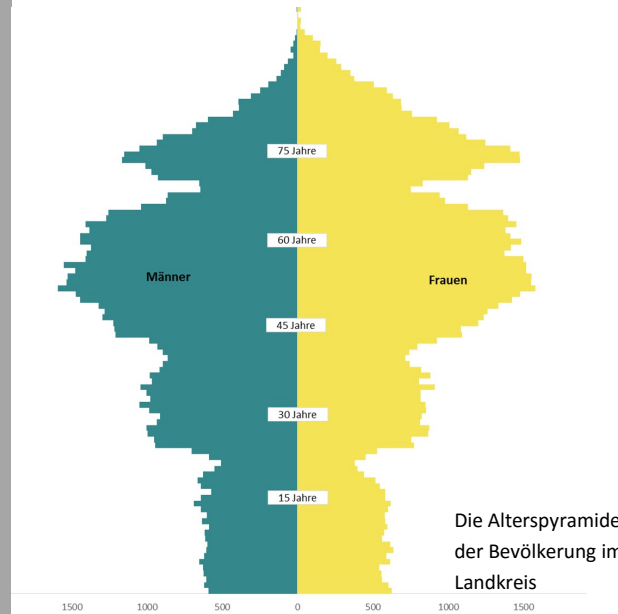 75 Jahre
60 Jahre
Männer
Frauen
45 Jahre
30 Jahre
15 Jahre
Die Alterspyramide
der Bevölkerung im
Landkreis
1500 1000 500 0 500 1000 1500